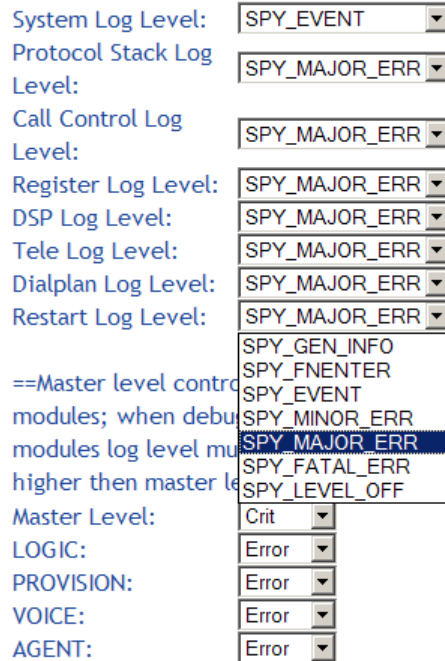 System Log Level: SPY_EVENT
Protocol Stack Log
Level: SPY_MAJOR_ERR
Call Control Log
Level: SPY_MAJOR_ERR
Register Log Level: SPY_MAJOR_ERR
DSP Log Level: SPY_MAJOR_ERR
Tele Log Level: SPY_MAJOR_ERR
Dialplan Log Level: SPY_MAJOR_ERR
Restart Log Level: SPY_MAJOR_ERR
SPY_GEN_INFO
SPY_FNENTER
==Master level contro
SPY_EVENT
modules; when debu
SPY_MINOR_ERR
SPY_MAJOR_ERR
modules log level mu
SPY_FATAL_ERR
higher then master le
SPY_LEVEL_OFF
Master Level: Crit
LOGIC: Error
PROVISION: Error
VOICE: Error
AGENT: Error